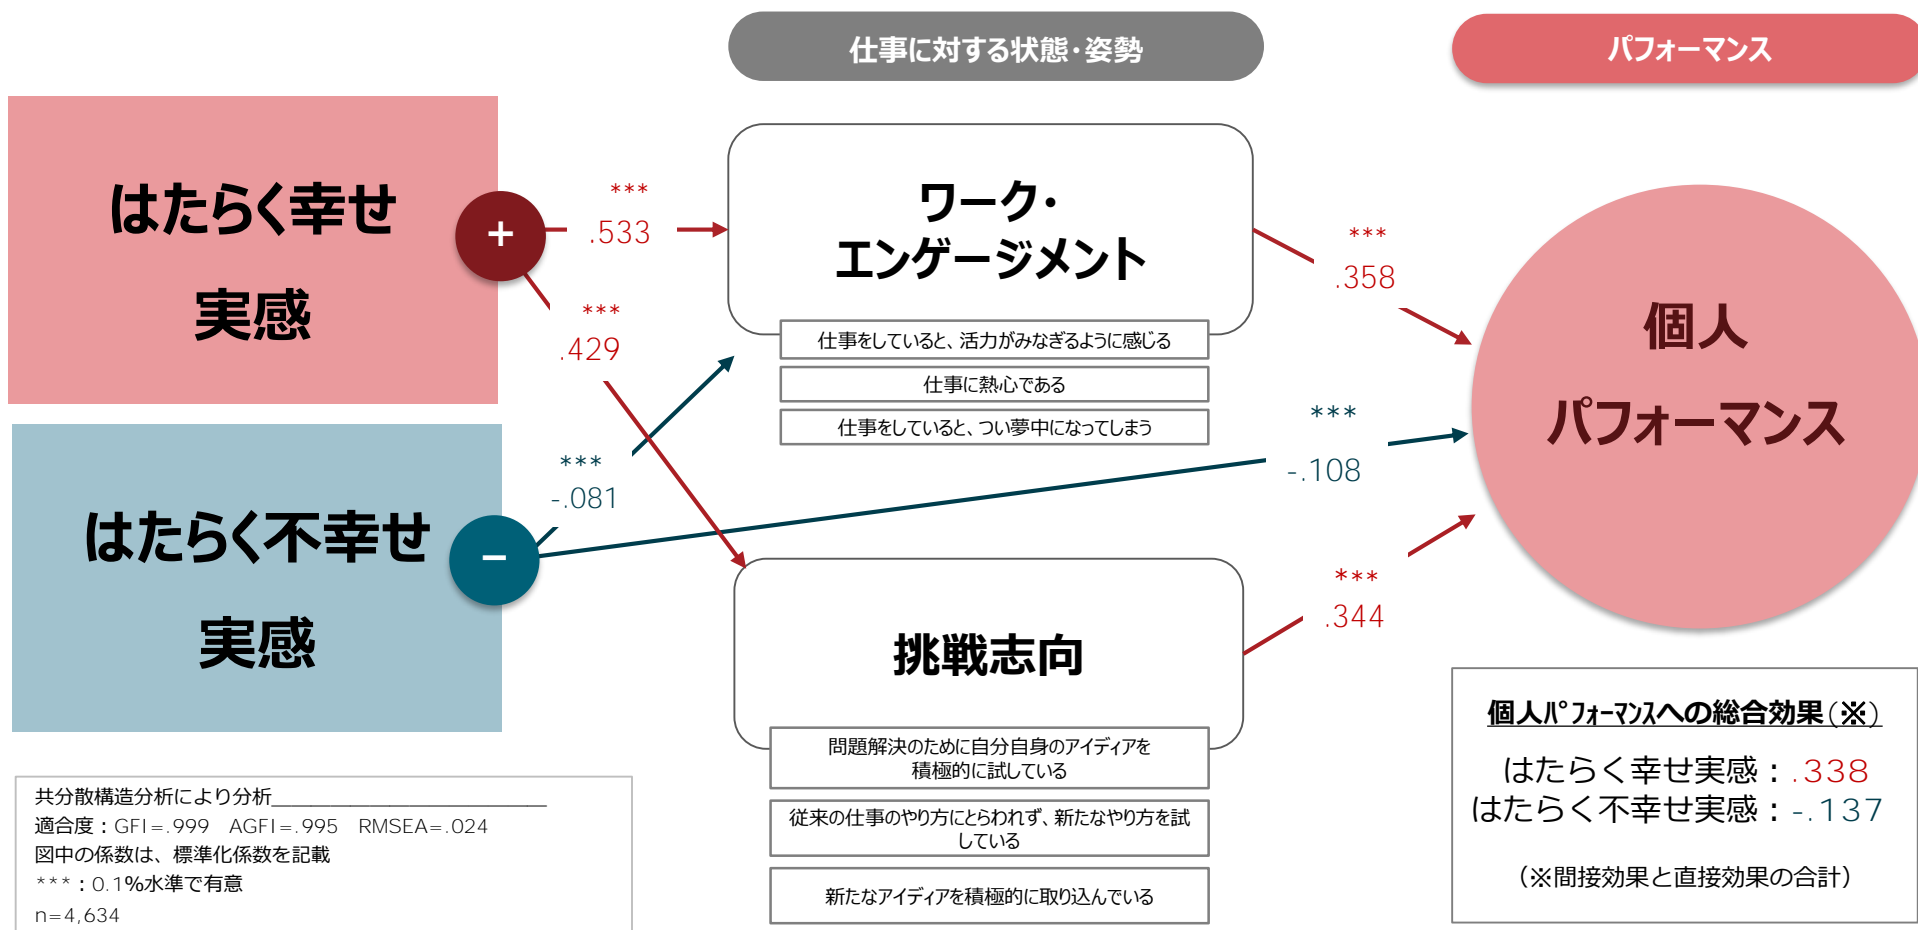 仕事に対する状態・姿勢
パフォーマンス
はたらく幸せ
実感
+
***
.533
***
.429
ワーク・
エンゲージメント
仕事をしていると、活力がみなぎるように感じる
仕事に熱心である
仕事をしていると、つい夢中になってしまう
***
.358
個人
パフォーマンス
はたらく不幸せ
実感
−
***
-.081
***
-.108
挑戦志向
問題解決のために自分自身のアイディアを
積極的に試している
従来の仕事のやり方にとらわれず、新たなやり方を試
している
新たなアイディアを積極的に取り込んでいる
***
.344
個人パフォーマンスへの総合効果(※)
はたらく幸せ実感：.338
はたらく不幸せ実感：-.137
（※間接効果と直接効果の合計）
共分散構造分析により分析
適合度：GFI=.999 AGFI=.995 RMSEA=.024
図中の係数は、標準化係数を記載
***：0.1%水準で有意
n=4,634